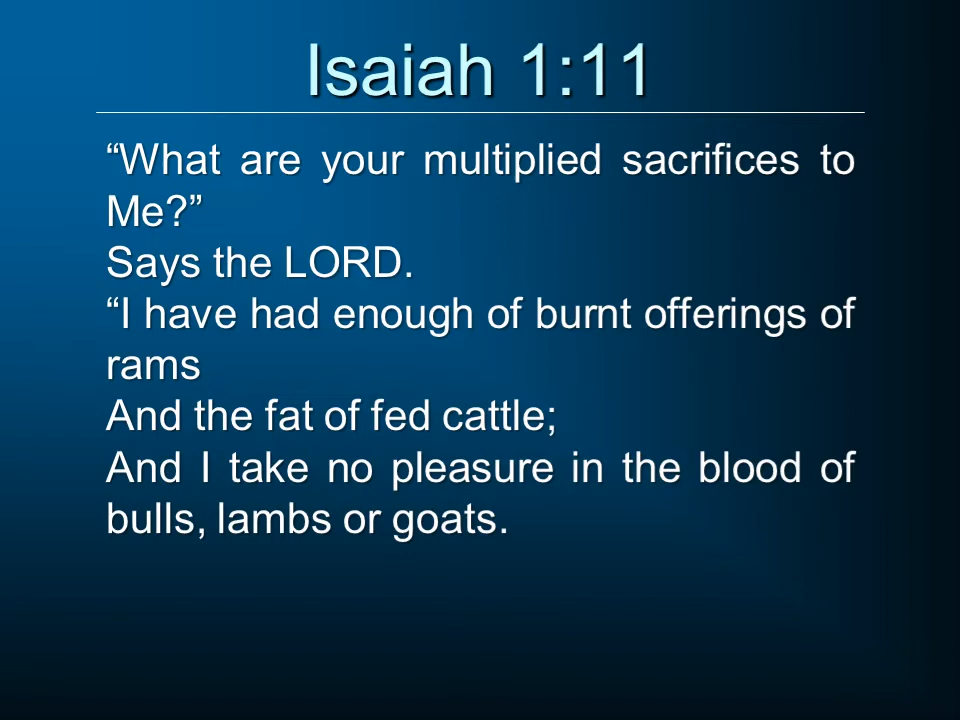 Isaiah 1:11
“What are your multiplied sacrifices to
Me?”
Says the LORD.
“I have had enough of burnt offerings of
rams
And the fat of fed cattle;
And I take no pleasure in the blood of
bulls, lambs or goats.